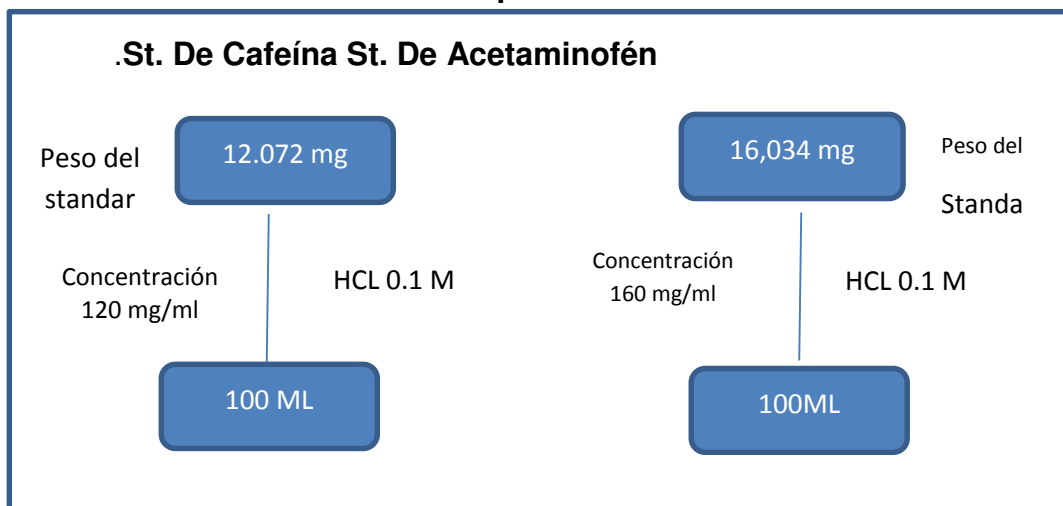 .St. De Cafeína St. De Acetaminofén
Peso del
standar
12.072 mg
Concentración
120 mg/ml
HCL 0.1 M
100 ML
16,034 mg
Peso del
Standa
Concentración
160 mg/ml
HCL 0.1 M
100ML